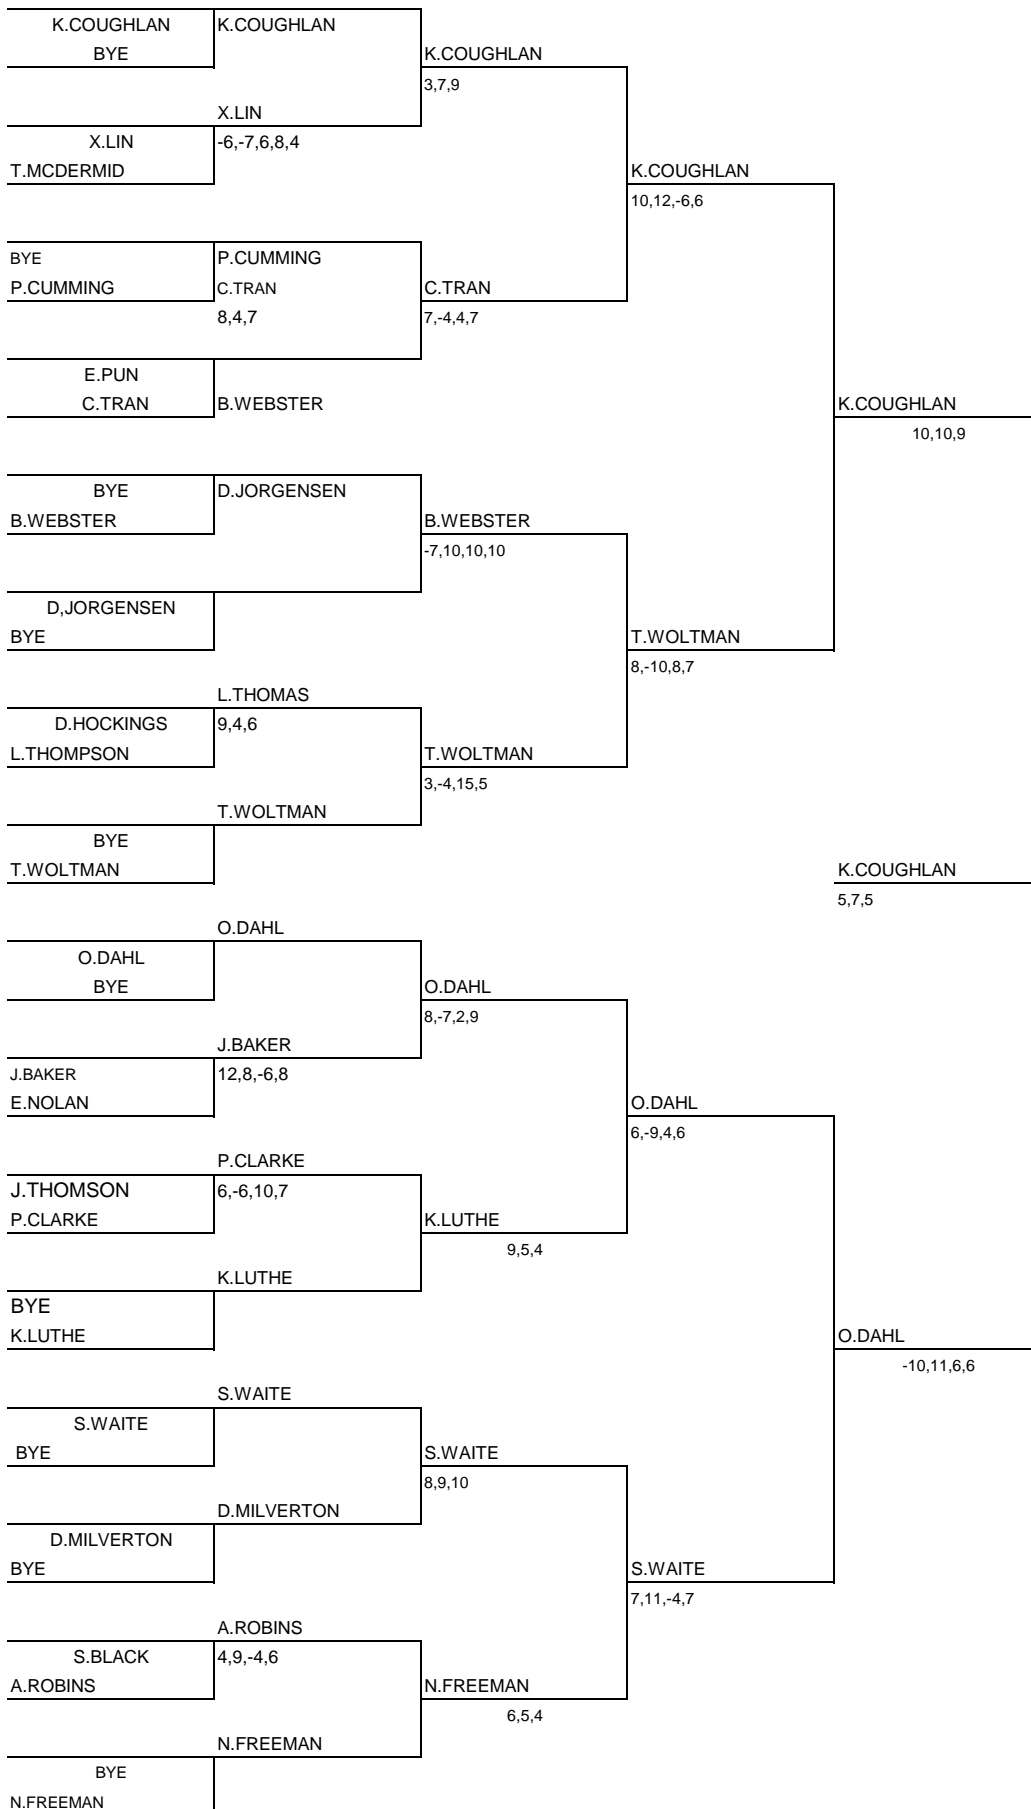 K.COUGHLAN K.COUGHLAN
BYE K.COUGHLAN
3,7,9
X.LIN
X.LIN -6,-7,6,8,4
T.MCDERMID K.COUGHLAN
10,12,-6,6
BYE P.CUMMING
P.CUMMING C.TRAN C.TRAN
8,4,7 7,-4,4,7
E.PUN
C.TRAN B.WEBSTER K.COUGHLAN
10,10,9
BYE D.JORGENSEN
B.WEBSTER B.WEBSTER
-7,10,10,10
D,JORGENSEN
BYE T.WOLTMAN
8,-10,8,7
L.THOMAS
D.HOCKINGS 9,4,6
L.THOMPSON T.WOLTMAN
3,-4,15,5
T.WOLTMAN
BYE
T.WOLTMAN K.COUGHLAN
5,7,5
O.DAHL
O.DAHL
BYE O.DAHL
8,-7,2,9
J.BAKER
J.BAKER 12,8,-6,8
E.NOLAN O.DAHL
6,-9,4,6
P.CLARKE
J.THOMSON 6,-6,10,7
P.CLARKE K.LUTHE
9,5,4
K.LUTHE
BYE
K.LUTHE O.DAHL
-10,11,6,6
S.WAITE
S.WAITE
BYE S.WAITE
8,9,10
D.MILVERTON
D.MILVERTON
BYE S.WAITE
7,11,-4,7
A.ROBINS
S.BLACK 4,9,-4,6
A.ROBINS N.FREEMAN
6,5,4
N.FREEMAN
BYE
N.FREEMAN